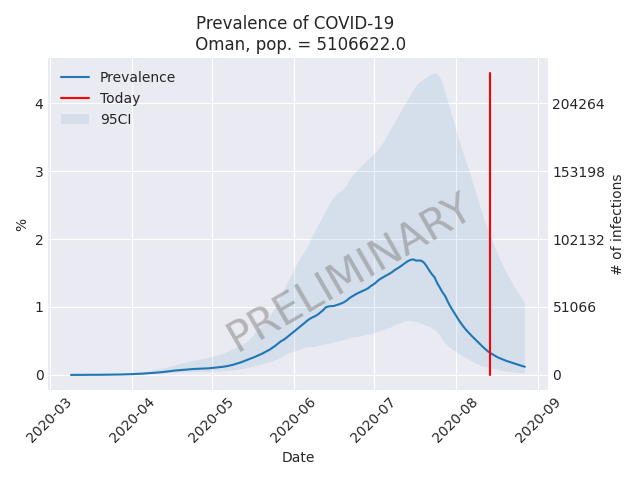 Prevalence of COVID-19
Oman, pop. = 5106622.0
Prevalence
Today
95CI
4
3
2
1
0
%
204264
153198
102132
51066
0
# of infections
PRELIMINARY
2020-03
2020-04
2020-05
2020-06
2020-07
2020-08
2020-09
Date